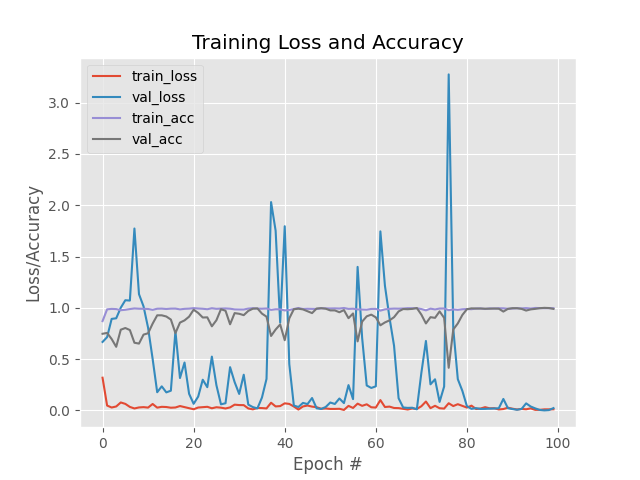 Training Loss and Accuracy
train_loss
val_loss
train_acc
val_acc
Loss/Accuracy
3.0
2.5
2.0
1.5
1.0
0.5
0.0
0 20 40 60 80 100
Epoch #